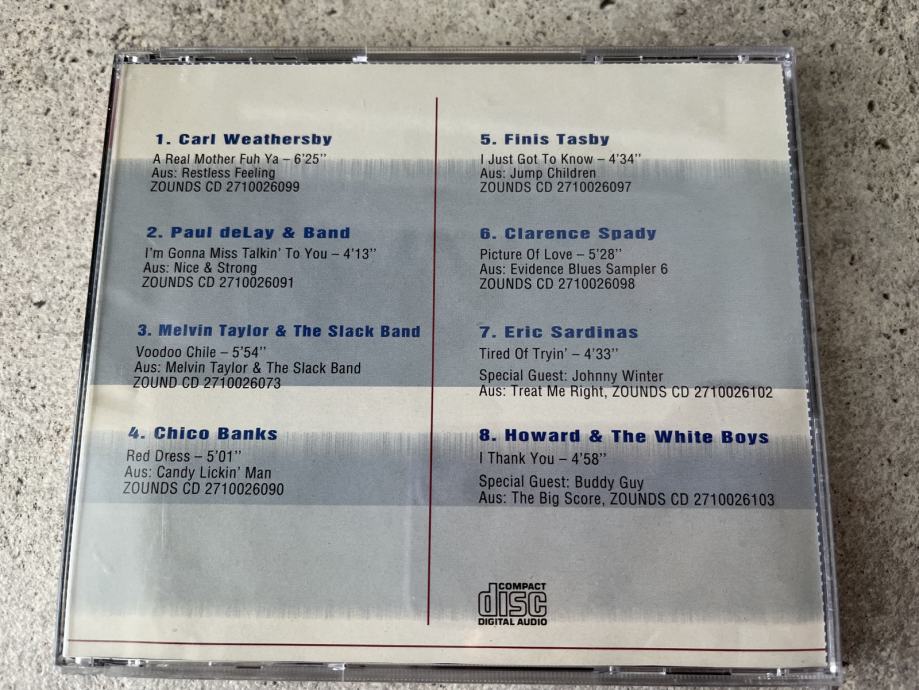 1. Carl Weathersby
A Real Mother Fuh Ya – 6'25''
Aus: Restless Feeling
ZOUNDS CD 2710026099
2. Paul deLay & Band
I'm Gonna Miss Talkin' To You – 4'13''
Aus: Nice & Strong
ZOUNDS CD 2710026091
3. Melvin Taylor & The Slack Band
Voodoo Chile – 5'54''
Aus: Melvin Taylor & The Slack Band
ZOUND CD 2710026073
4. Chico Banks
Red Dress – 5'01''
Aus: Candy Lickin' Man
ZOUNDS CD 2710026090
5. Finis Tasby
I Just Got To Know – 4'34''
Aus: Jump Children
ZOUNDS CD 2710026097
6. Clarence Spady
Picture Of Love – 5'28''
Aus: Evidence Blues Sampler 6
ZOUNDS CD 2710026098
7. Eric Sardinas
Tired Of Tryin' – 4'33''
Special Guest: Johnny Winter
Aus: Treat Me Right, ZOUNDS CD 2710026102
8. Howard & The White Boys
I Thank You – 4'58''
Special Guest: Buddy Guy
Aus: The Big Score, ZOUNDS CD 2710026103
COMPACT
disc
DIGITAL AUDIO